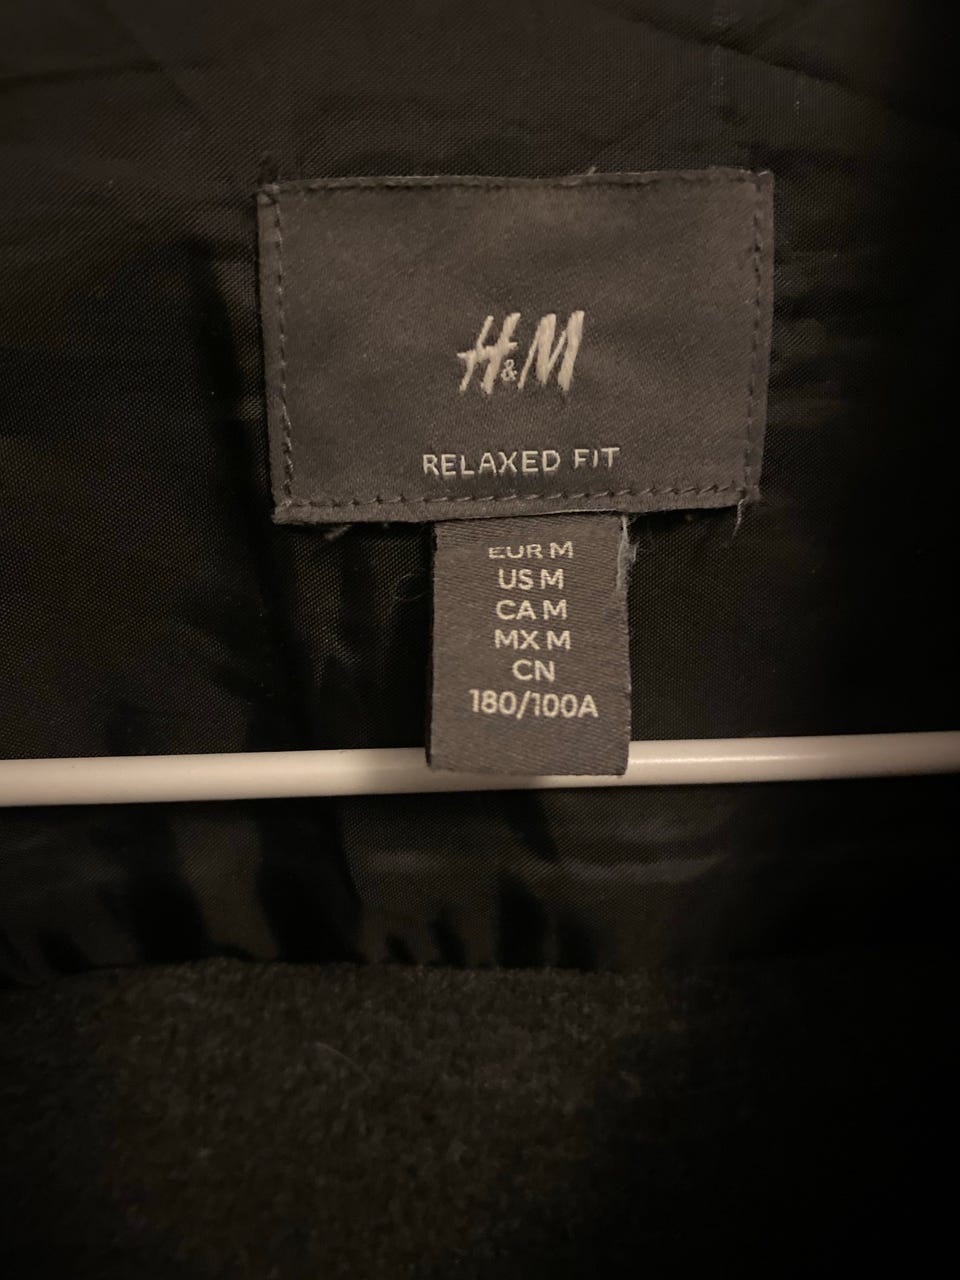 H&M
RELAXED FIT
EUR M
US M
CA M
MX M
CN
180/100A